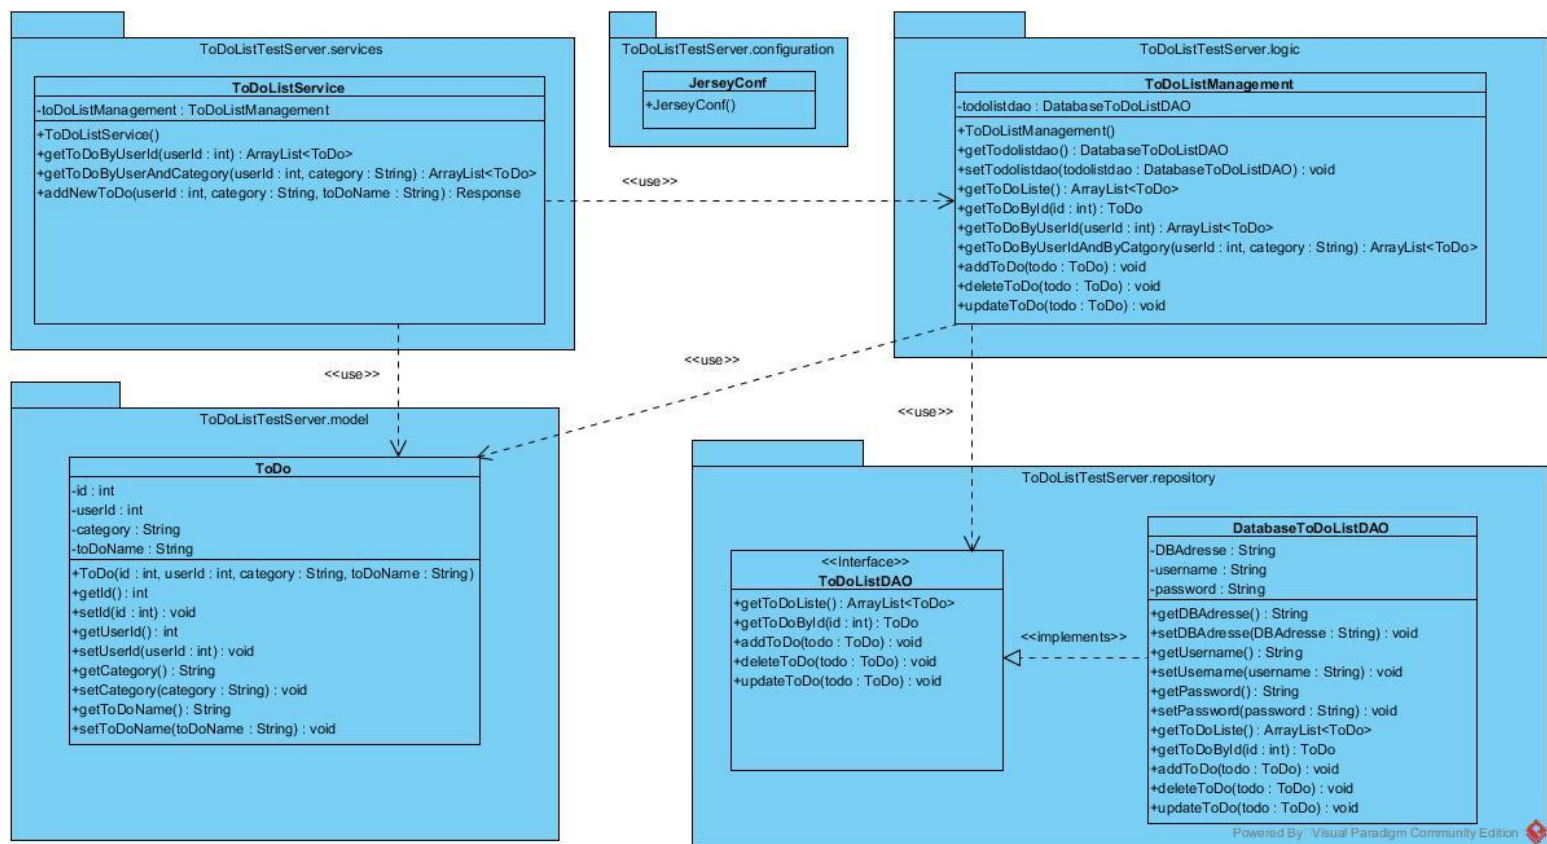 ToDoListTestServer.services
ToDoListService
-toDoListManagement : ToDoListManagement
+ToDoListService()
+getToDoByUserId(userId : int) : ArrayList<ToDo>
+getToDoByUserAndCategory(userId : int, category : String) : ArrayList<ToDo>
+addNewToDo(userId : int, category : String, toDoName : String) : Response
ToDoListTestServer.configuration
JerseyConf
+JerseyConf()
<<use>>
ToDoListTestServer.logic
ToDoListManagement
-todolistdao : DatabaseToDoListDAO
+ToDoListManagement()
+getTodolistdao() : DatabaseToDoListDAO
+setTodolistdao(todolistdao : DatabaseToDoListDAO) : void
+getToDoListe() : ArrayList<ToDo>
+getToDoById(id : int) : ToDo
+getToDoByUserId(userId : int) : ArrayList<ToDo>
+getToDoByUserIdAndByCatgory(userId : int, category : String) : ArrayList<ToDo>
+addToDo(todo : ToDo) : void
+deleteToDo(todo : ToDo) : void
+updateToDo(todo : ToDo) : void
<<use>>
<<use>>
<<use>>
ToDoListTestServer.model
ToDo
-id : int
-userId : int
-category : String
-toDoName : String
+ToDo(id : int, userId : int, category : String, toDoName : String)
+getId() : int
+setId(id : int) : void
+getUserId() : int
+setUserId(userId : int) : void
+getCategory() : String
+setCategory(category : String) : void
+getToDoName() : String
+setToDoName(toDoName : String) : void
ToDoListTestServer.repository
<<Interface>>
ToDoListDAO
+getToDoListe() : ArrayList<ToDo>
+getToDoById(id : int) : ToDo
+addToDo(todo : ToDo) : void
+deleteToDo(todo : ToDo) : void
+updateToDo(todo : ToDo) : void
<<implements>>
DatabaseToDoListDAO
-DBAdresse : String
-username : String
-password : String
+getDBAdresse() : String
+setDBAdresse(DBAdresse : String) : void
+getUsername() : String
+setUsername(username : String) : void
+getPassword() : String
+setPassword(password : String) : void
+getToDoListe() : ArrayList<ToDo>
+getToDoById(id : int) : ToDo
+addToDo(todo : ToDo) : void
+deleteToDo(todo : ToDo) : void
+updateToDo(todo : ToDo) : void
Powered By Visual Paradigm Community Edition